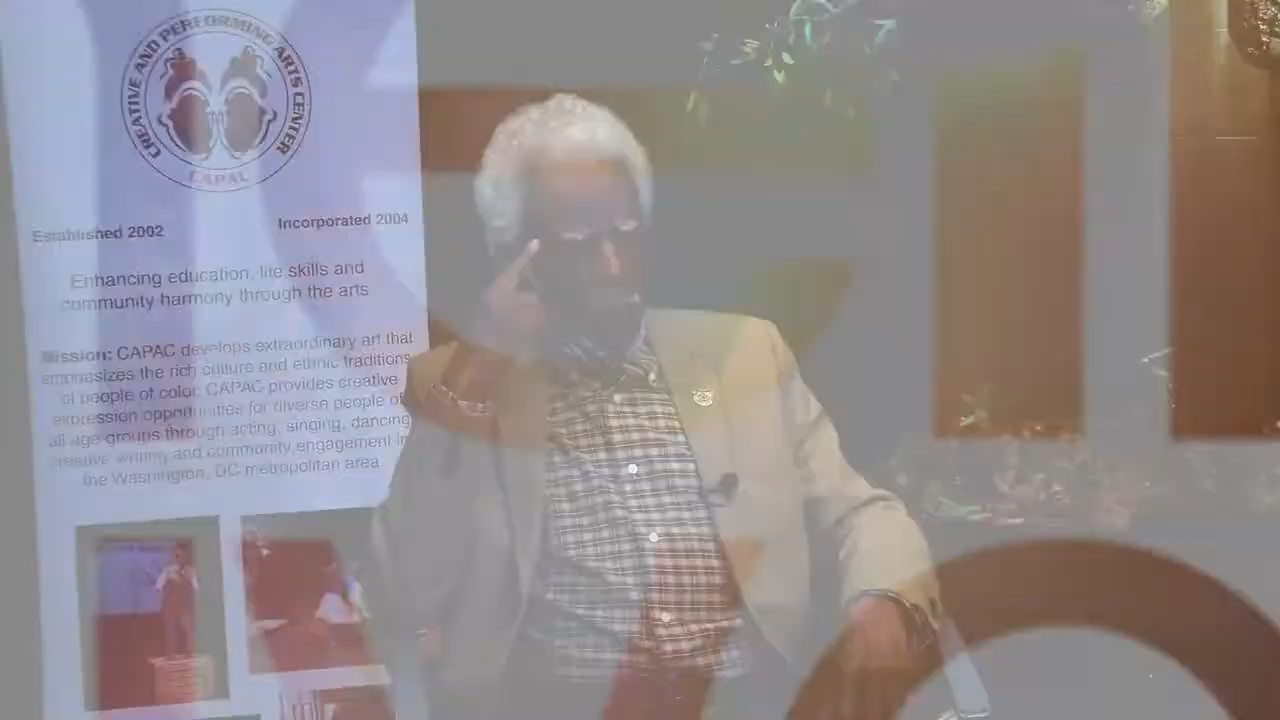 CREATIVE AND PERFORMING ARTS CENTER
CAPAC
Established 2002
Incorporated 2004
Enhancing education, life skills and
community harmony through the arts
Mission: CAPAC develops extraordinary art that
emphasizes the rich culture and ethnic traditions
of people of color. CAPAC provides creative
expression opportunities for diverse people of
all age groups through acting, singing, dancing
creative writing and community engagement in
the Washington, DC metropolitan area.